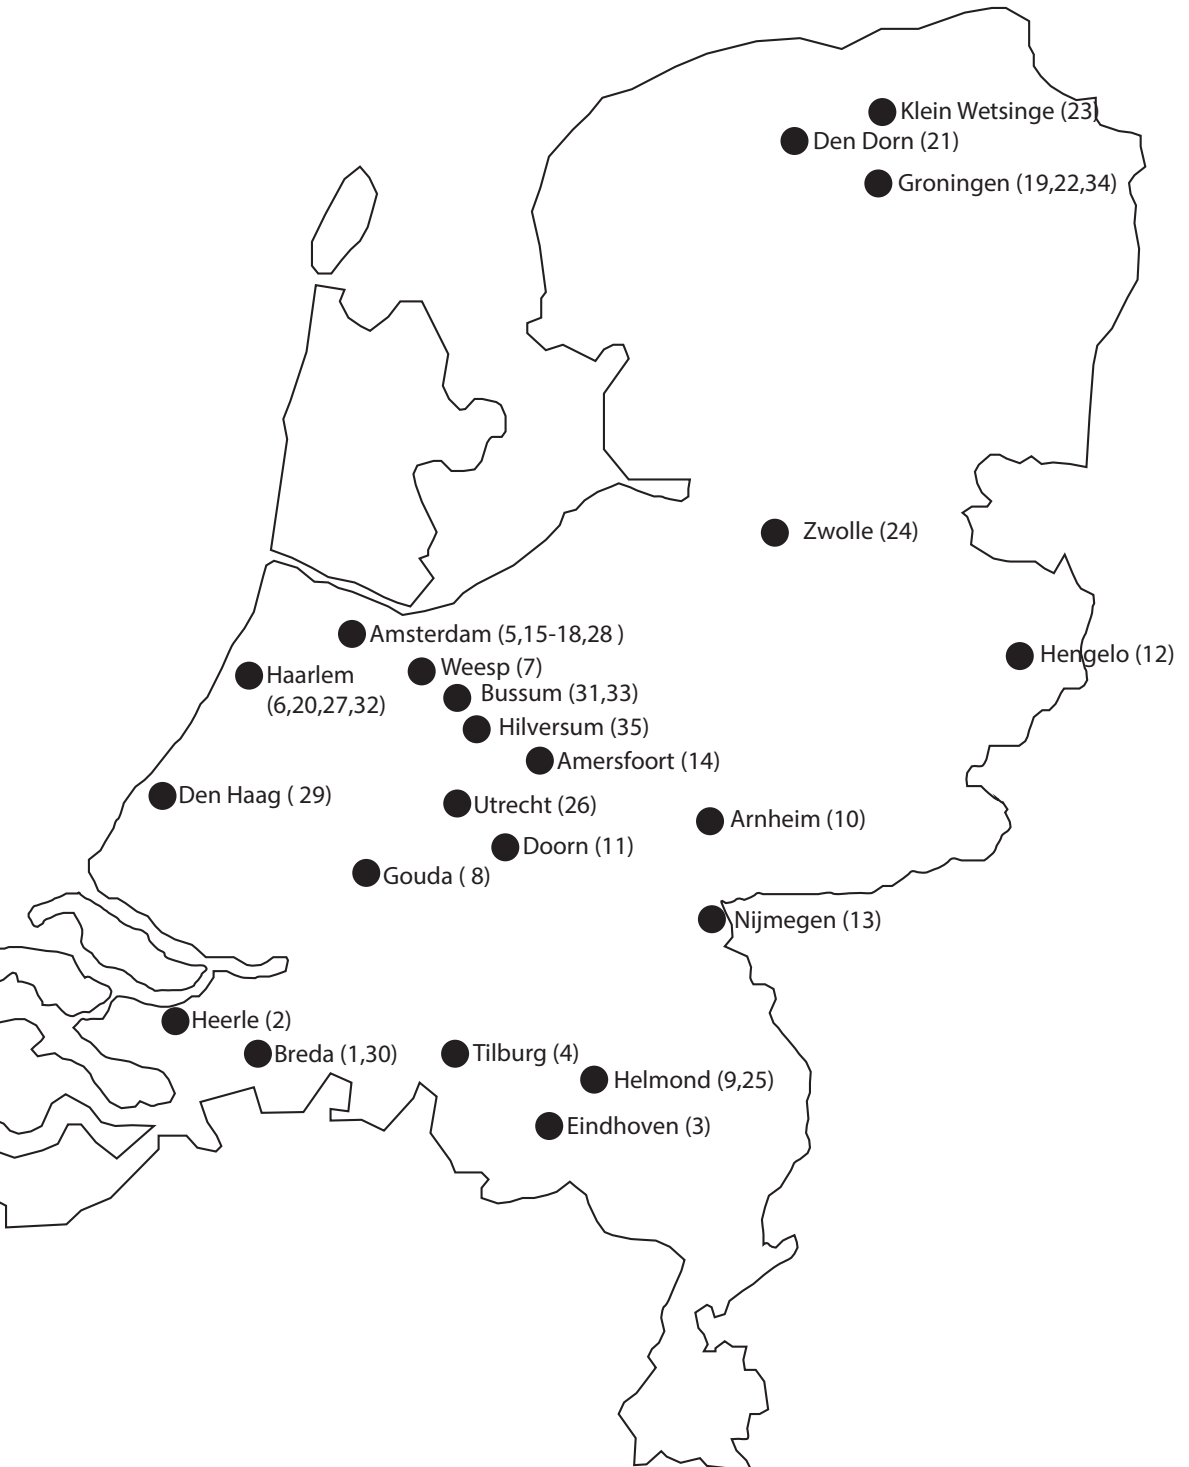 Klein Wetsinge (23)
Den Dorn (21)
Groningen (19,22,34)
Zwolle (24)
Amsterdam (5,15-18,28 )
Hengelo (12)
Weesp (7)
Haarlem
(6,20,27,32)
Bussum (31,33)
Hilversum (35)
Amersfoort (14)
Den Haag ( 29)
Utrecht (26)
Arnheim (10)
Doorn (11)
Gouda ( 8)
Nijmegen (13)
Heerle (2)
Breda (1,30)
Tilburg (4)
Helmond (9,25)
Eindhoven (3)